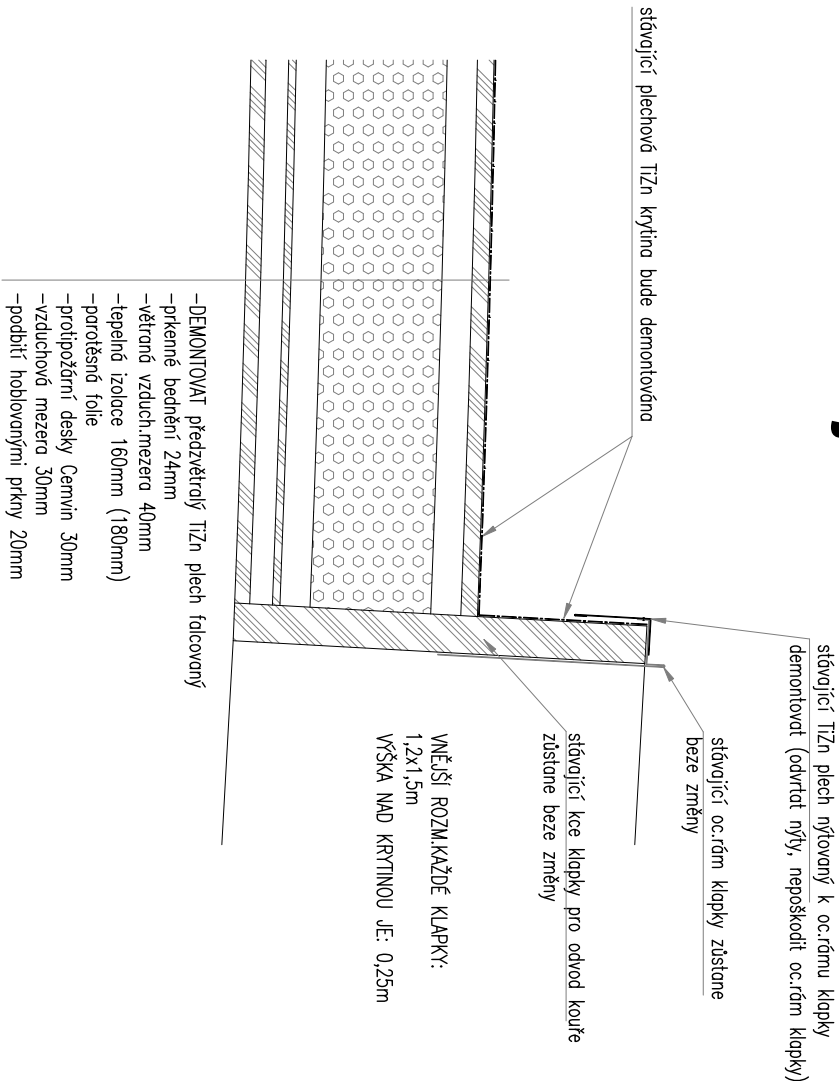 stávající plechová TiZn krytina bude demontována
stávající TiZn plech nýtovaný k oc.rámu klapky
demontovat (odvrtat nýty, nepoškodit oc.rám klapky)
stávající oc.rám klapky zůstane
beze změny
stávající kce klapky pro odvod kouře
zůstane beze změny
VNĚJŠÍ ROZM.KAŽDÉ KLAPKY:
1,2x1,5m
VÝŠKA NAD KRYTINOU JE: 0,25m
-DEMONTOVAT předzvětralý TiZn plech falcovaný
-prkenné bednění 24mm
-větraná vzduch.mezera 40mm
-tepelná izolace 160mm (180mm)
-parotěsná folie
-protipožární desky Cemvin 30mm
-vzduchová mezera 30mm
-podbití hoblovanými prkny 20mm